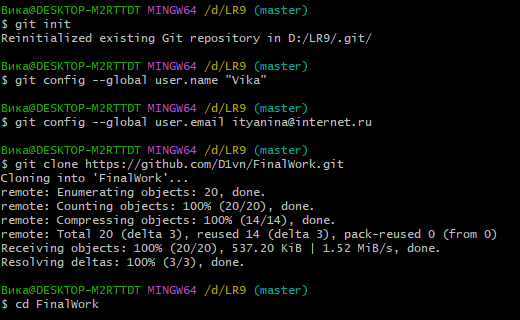 Вика@DESKTOP-M2RTTDT MINGW64 /d/LR9 (master)
$ git init
Reinitialized existing Git repository in D:/LR9/.git/
Вика@DESKTOP-M2RTTDT MINGW64 /d/LR9 (master)
$ git config --global user.name "Vika"
Вика@DESKTOP-M2RTTDT MINGW64 /d/LR9 (master)
$ git config --global user.email ityanina@internet.ru
Вика@DESKTOP-M2RTTDT MINGW64 /d/LR9 (master)
$ git clone https://github.com/D1vn/FinalWork.git
Cloning into 'FinalWork'...
remote: Enumerating objects: 20, done.
remote: Counting objects: 100% (20/20), done.
remote: Compressing objects: 100% (14/14), done.
remote: Total 20 (delta 3), reused 14 (delta 3), pack-reused 0 (from 0)
Receiving objects: 100% (20/20), 537.20 KiB | 1.52 MiB/s, done.
Resolving deltas: 100% (3/3), done.
Вика@DESKTOP-M2RTTDT MINGW64 /d/LR9 (master)
$ cd FinalWork